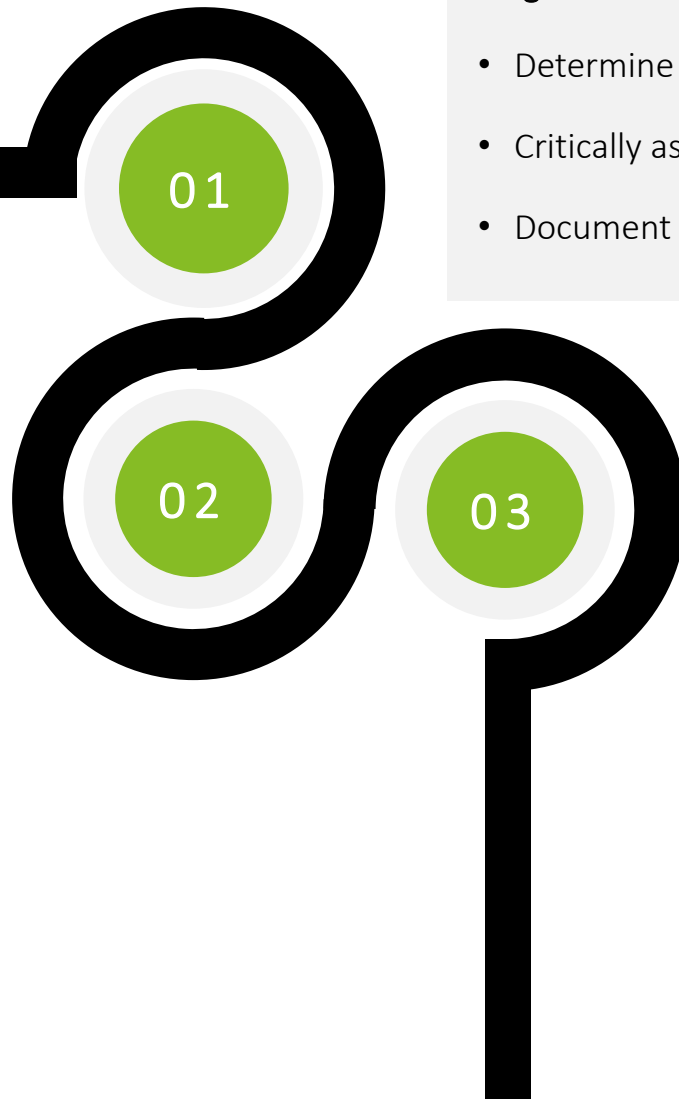 • Determine
• Critically as
• Document
01
02
03